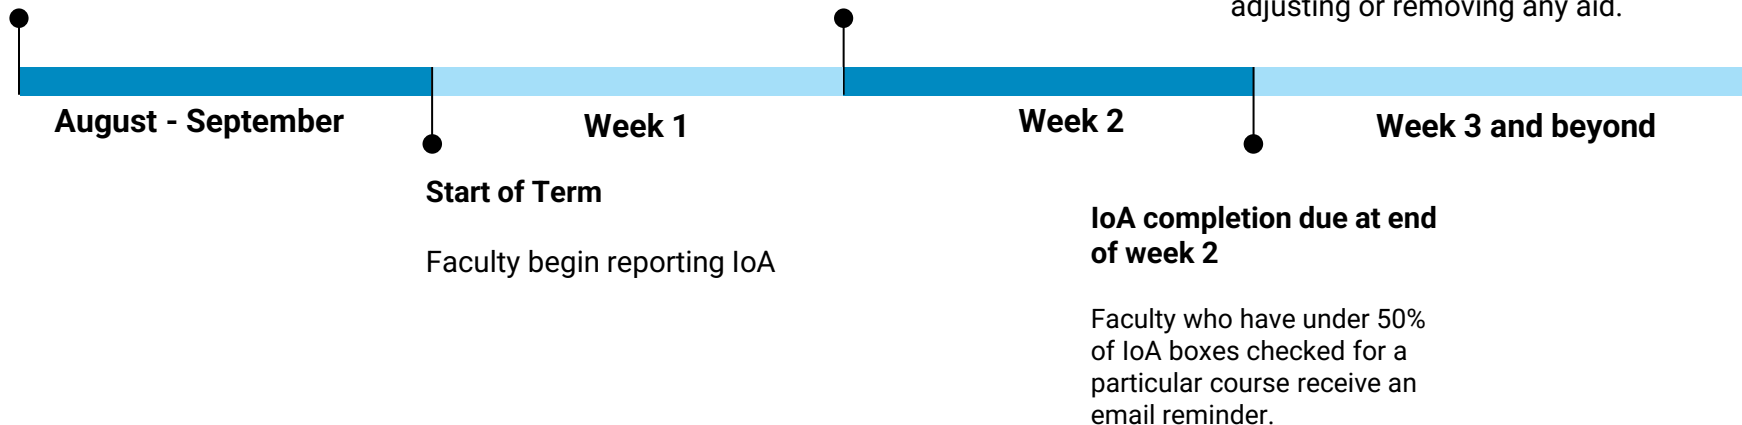 adjusting or removing any aid.
August - September
Week 1
Week 2
Week 3 and beyond
Start of Term
Faculty begin reporting IoA
IoA completion due at end
of week 2
Faculty who have under 50%
of IoA boxes checked for a
particular course receive an
email reminder.